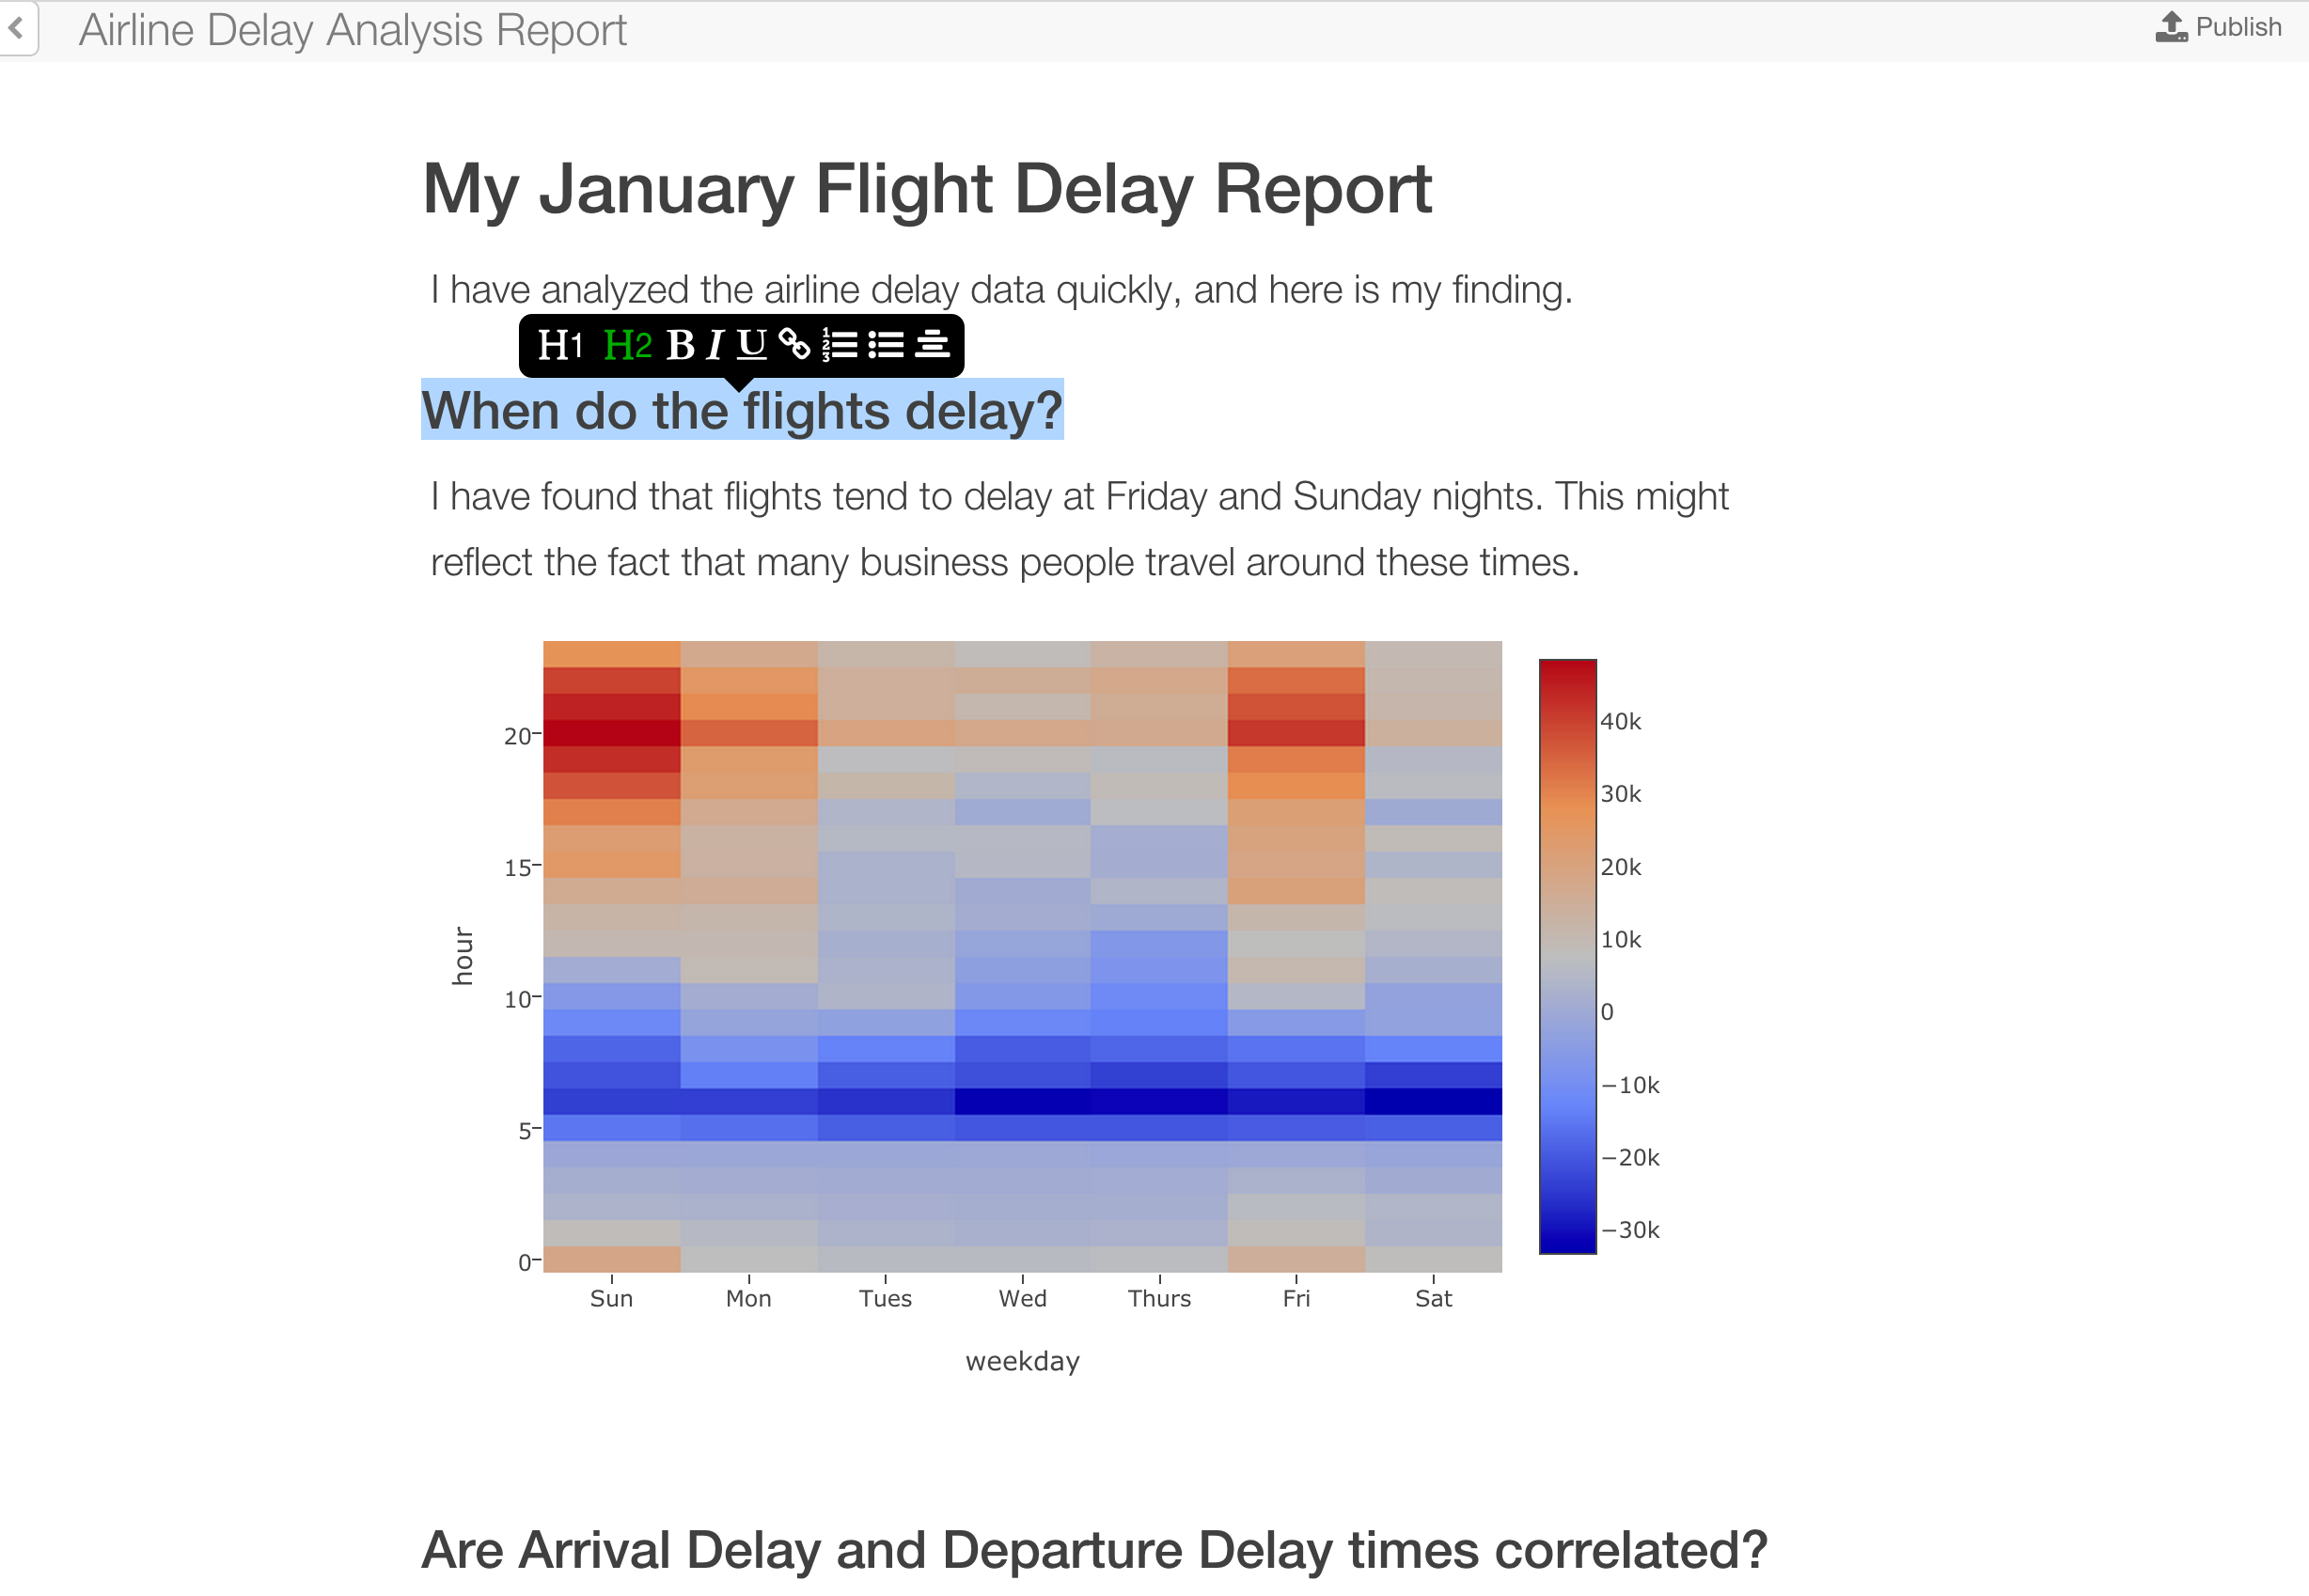 Airline Delay Analysis Report
Publish
My January Flight Delay Report
I have analyzed the airline delay data quickly, and here is my finding.
H1 H2 B I U
When do the flights delay?
I have found that flights tend to delay at Friday and Sunday nights. This might
reflect the fact that many business people travel around these times.
hour
20
15
10
5
0
Sun Mon Tues Wed Thurs Fri Sat
weekday
40k
30k
20k
10k
0
−10k
−20k
−30k
Are Arrival Delay and Departure Delay times correlated?